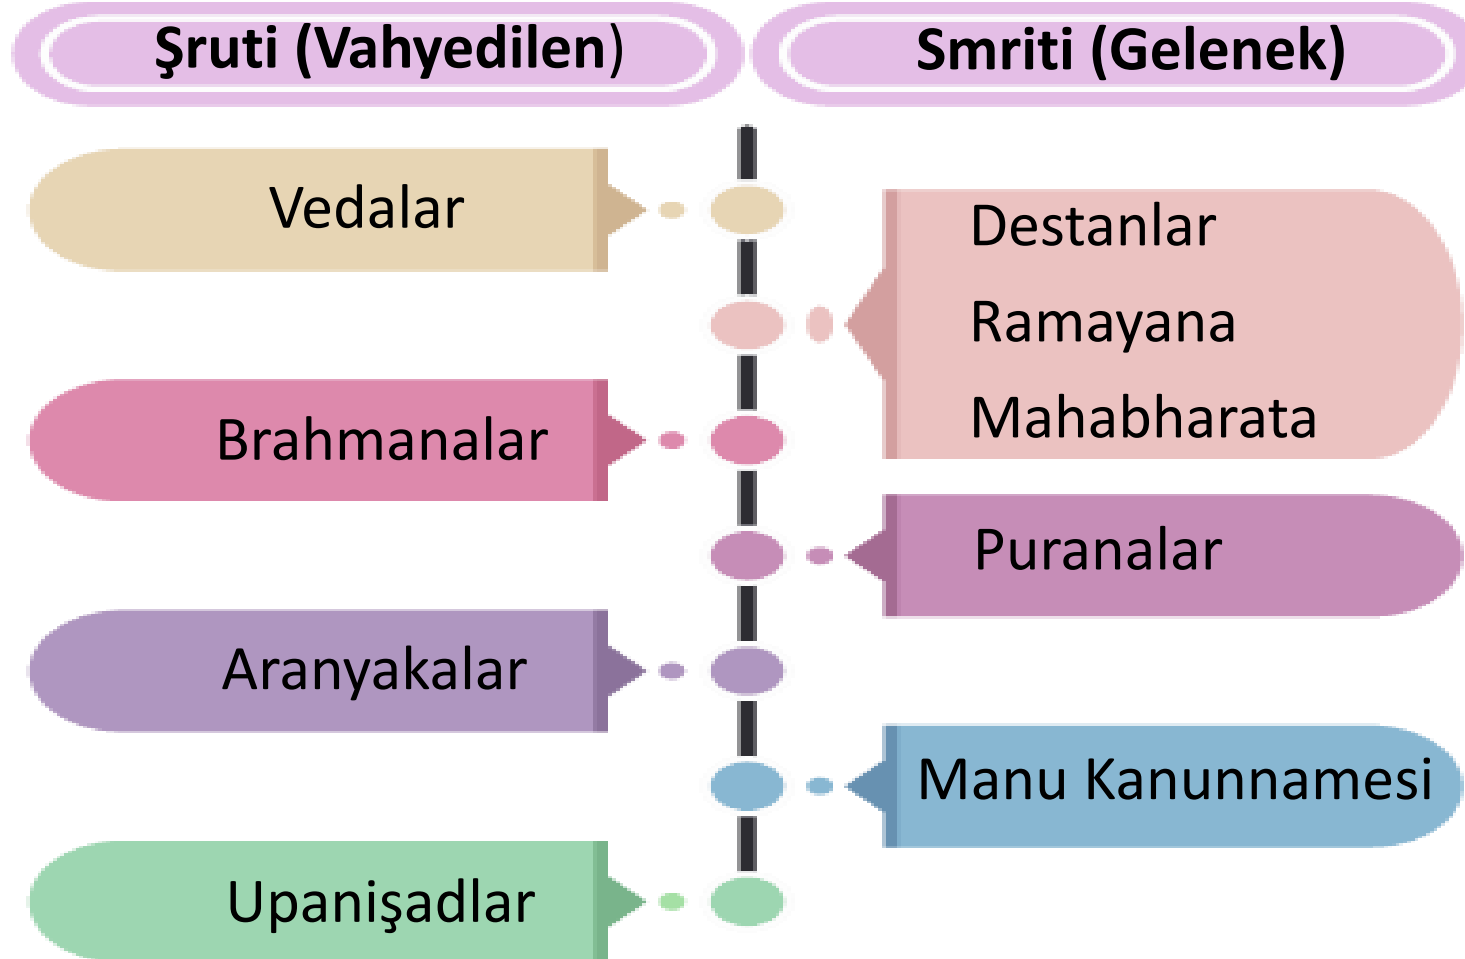 Şruti (Vahyedilen)
Smriti (Gelenek)
Vedalar
Brahmanalar
Aranyakalar
Upanişadlar
Destanlar
Ramayana
Mahabharata
Puranalar
Manu Kanunnamesi